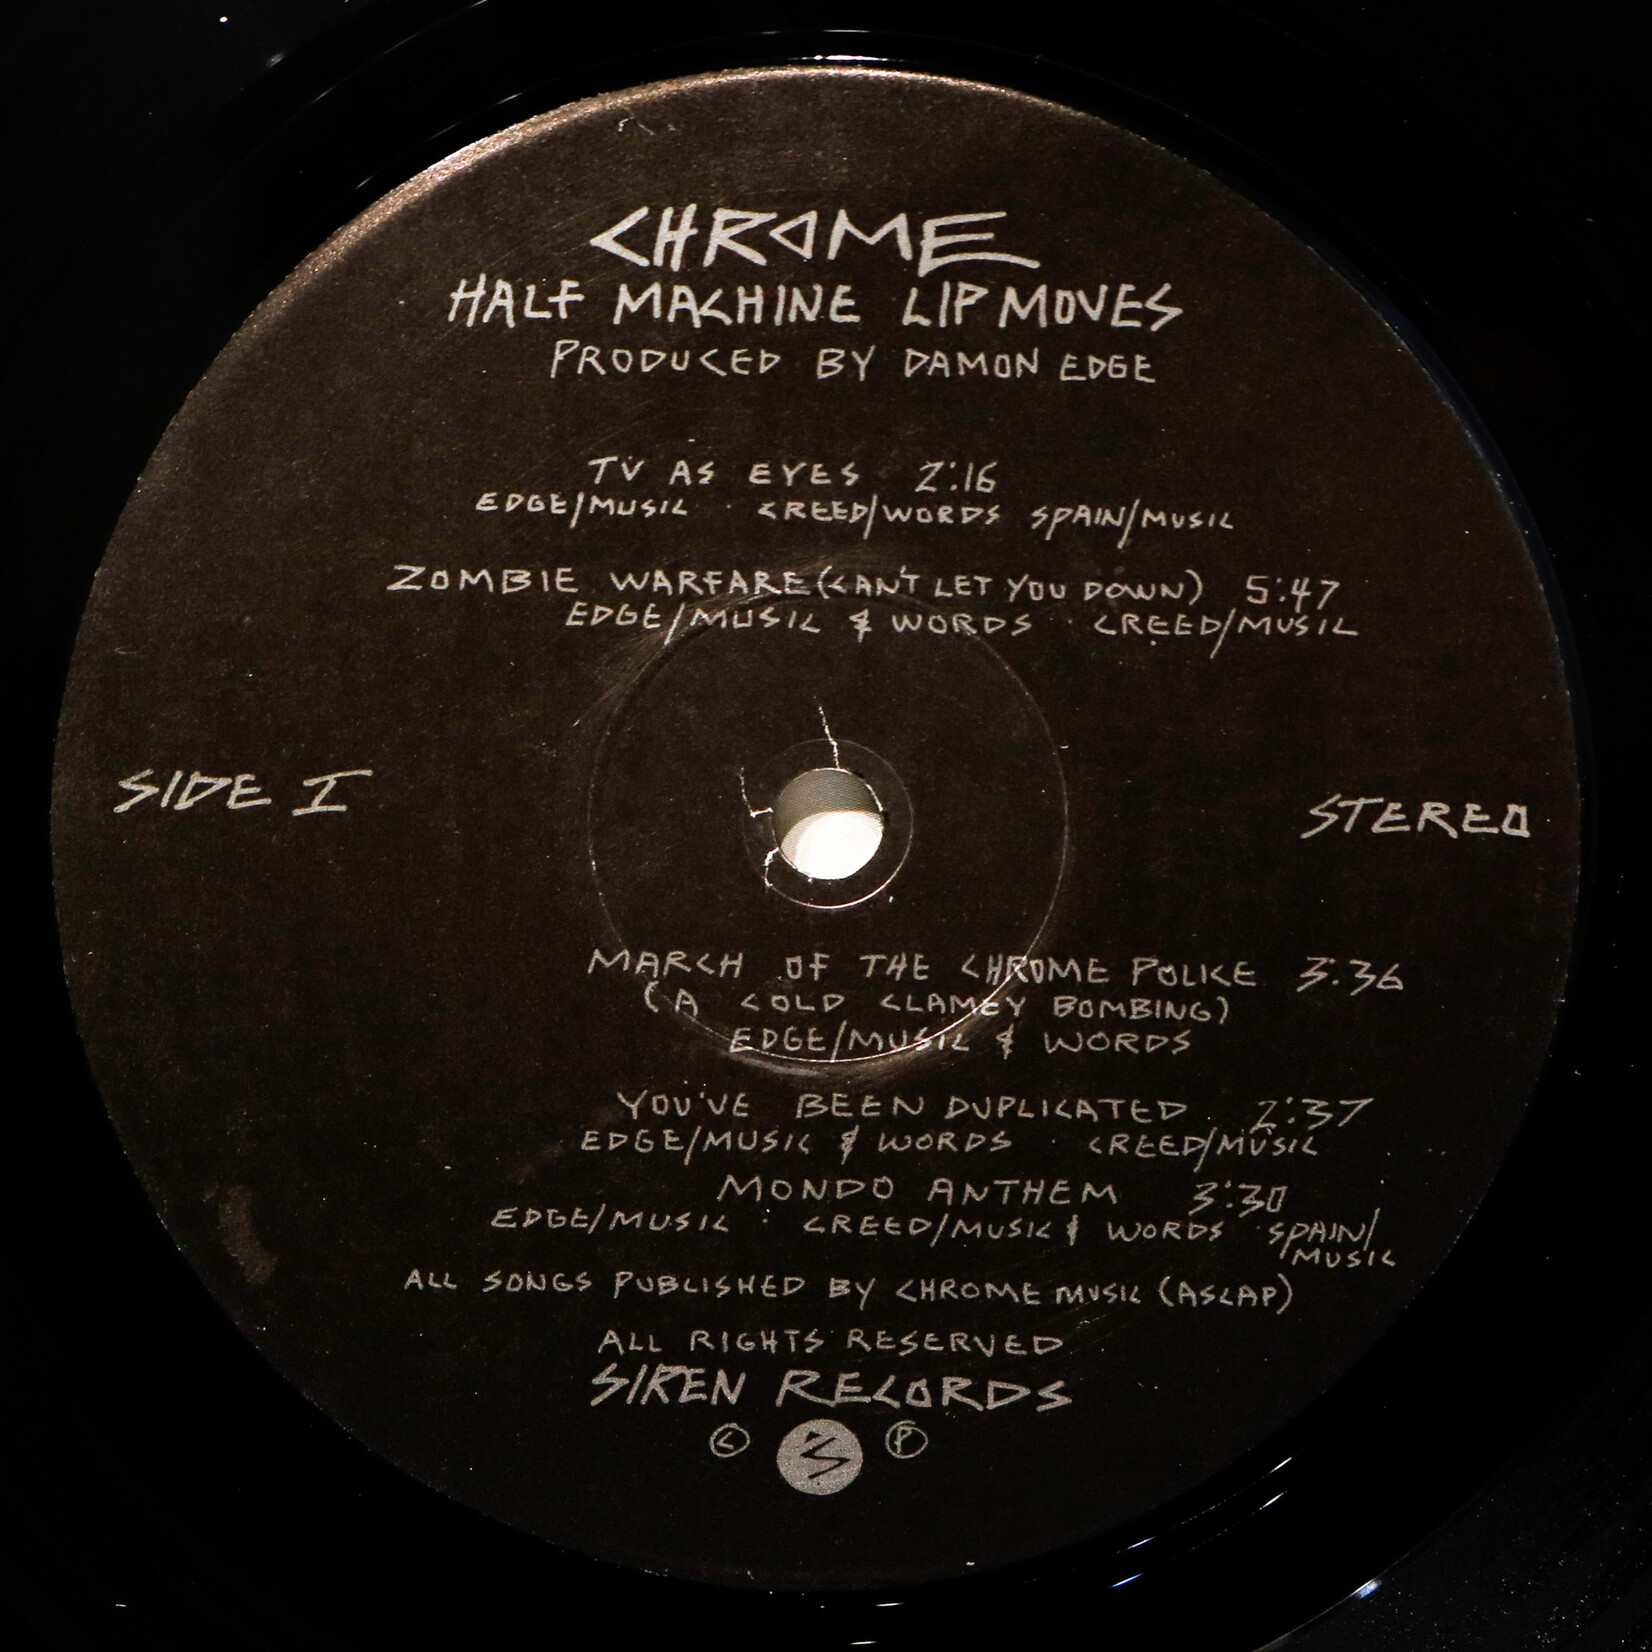 CHROME
HALF MACHINE LIP MOVES
PRODUCED BY DAMON EDGE
TV AS EYES 2:16
EDGE/MUSIC · CREED/WORDS SPAIN/MUSIC
ZOMBIE WARFARE (CAN'T LET YOU DOWN) 5:47
EDGE/MUSIC & WORDS · CREED/MUSIC
SIDE I
STEREO
MARCH OF THE CHROME POLICE 3:36
(A COLD CLAMEY BOMBING)
EDGE/MUSIC & WORDS
YOU'VE BEEN DUPLICATED 2:37
EDGE/MUSIC & WORDS · CREED/MUSIC
MONDO ANTHEM 3:30
EDGE/MUSIC · CREED/MUSIC & WORDS · SPAIN/
MUSIC
ALL SONGS PUBLISHED BY CHROME MUSIC (ASCAP)
ALL RIGHTS RESERVED
SIREN RECORDS
© S ℗